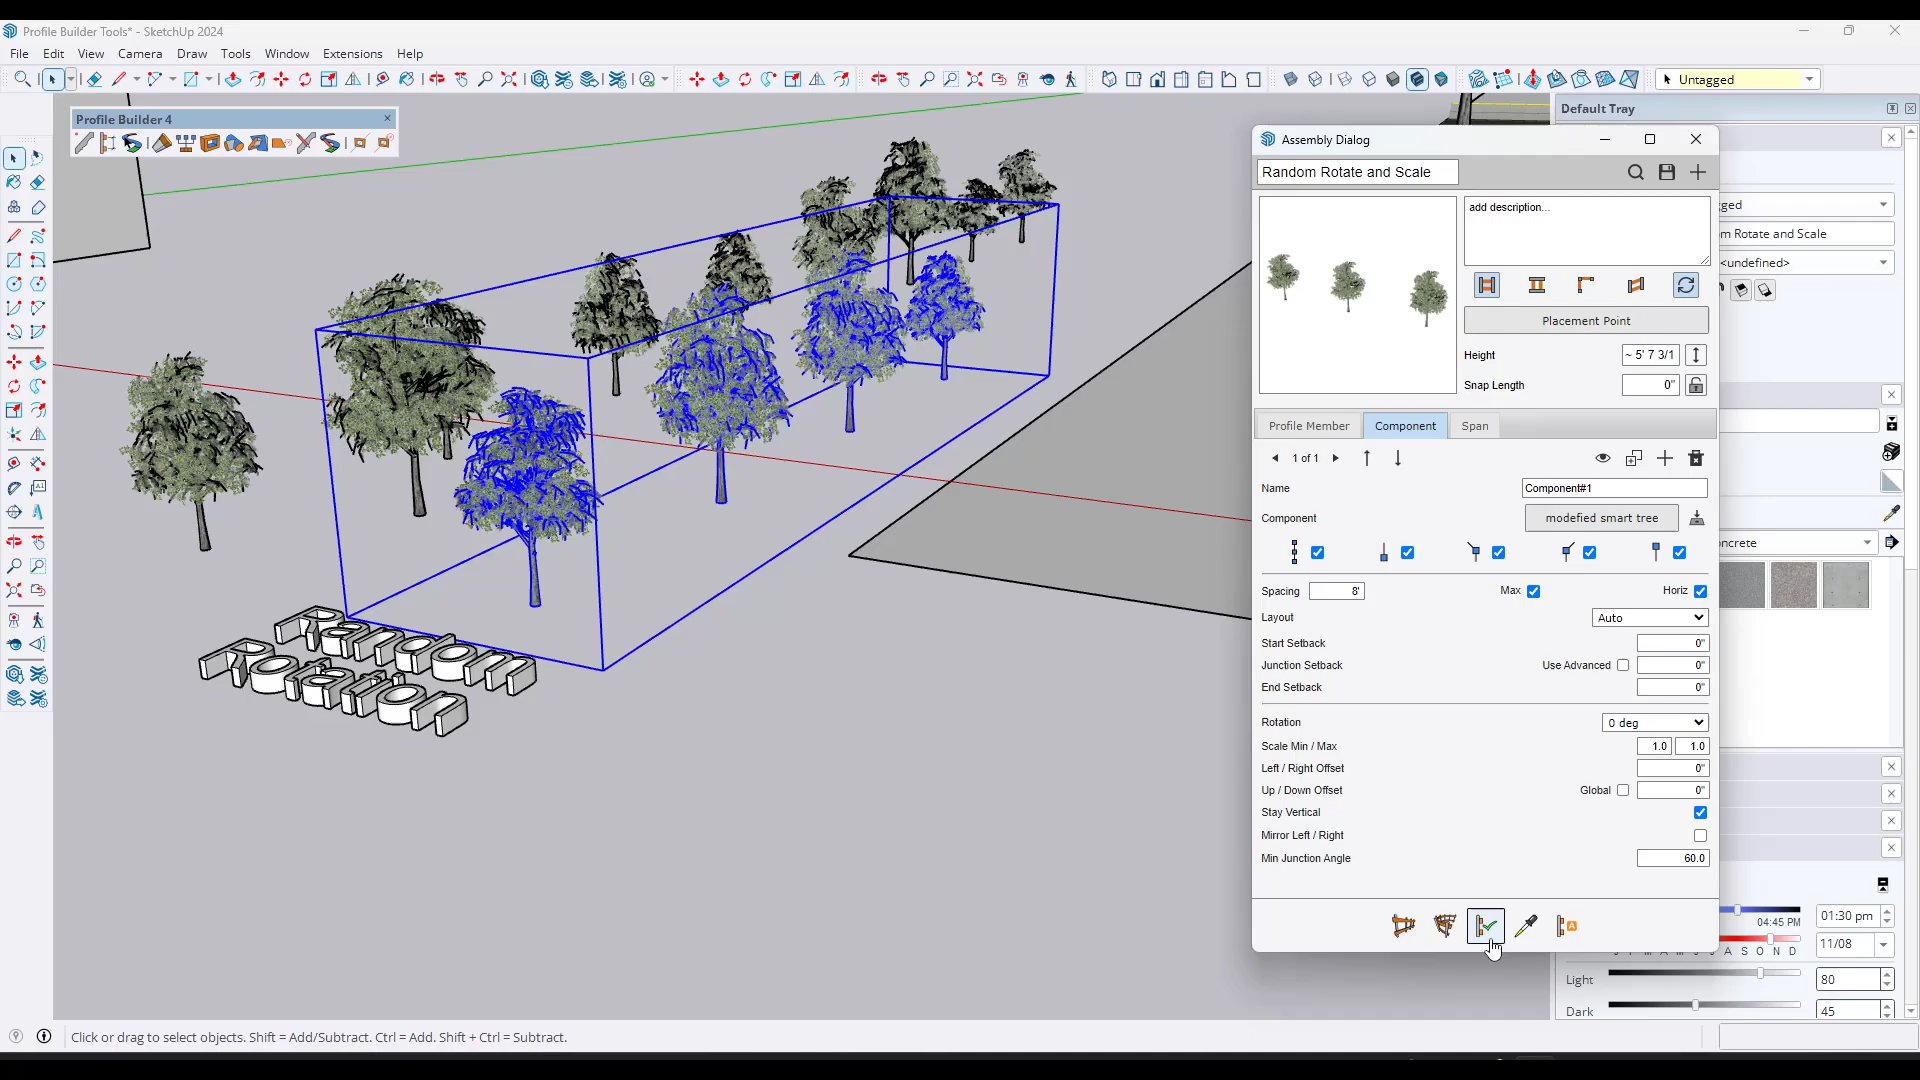 Profile Builder Tools* - SketchUp 2024
File Edit View Camera Draw Tools Window Extensions Help
Untagged
Profile Builder 4
Default Tray
Assembly Dialog
Random Rotate and Scale
add description...
gged
m Rotate and Scale
<undefined>
Placement Point
Height ~ 5' 7 3/1
Snap Length 0"
Profile Member Component Span
1 of 1
Name Component#1
Component modefied smart tree
oncrete
Spacing 8' Max Horiz
Layout Auto
Start Setback 0"
Junction Setback Use Advanced 0"
End Setback 0"
Rotation 0 deg
Scale Min / Max 1.0 1.0
Left / Right Offset 0"
Up / Down Offset Global 0"
Stay Vertical
Mirror Left / Right
Min Junction Angle 60.0
Random
Rotation
04:45 PM 01:30 pm
J F M A M J J A S O N D 11/08
Light 80
Dark 45
Click or drag to select objects. Shift = Add/Subtract. Ctrl = Add. Shift + Ctrl = Subtract.